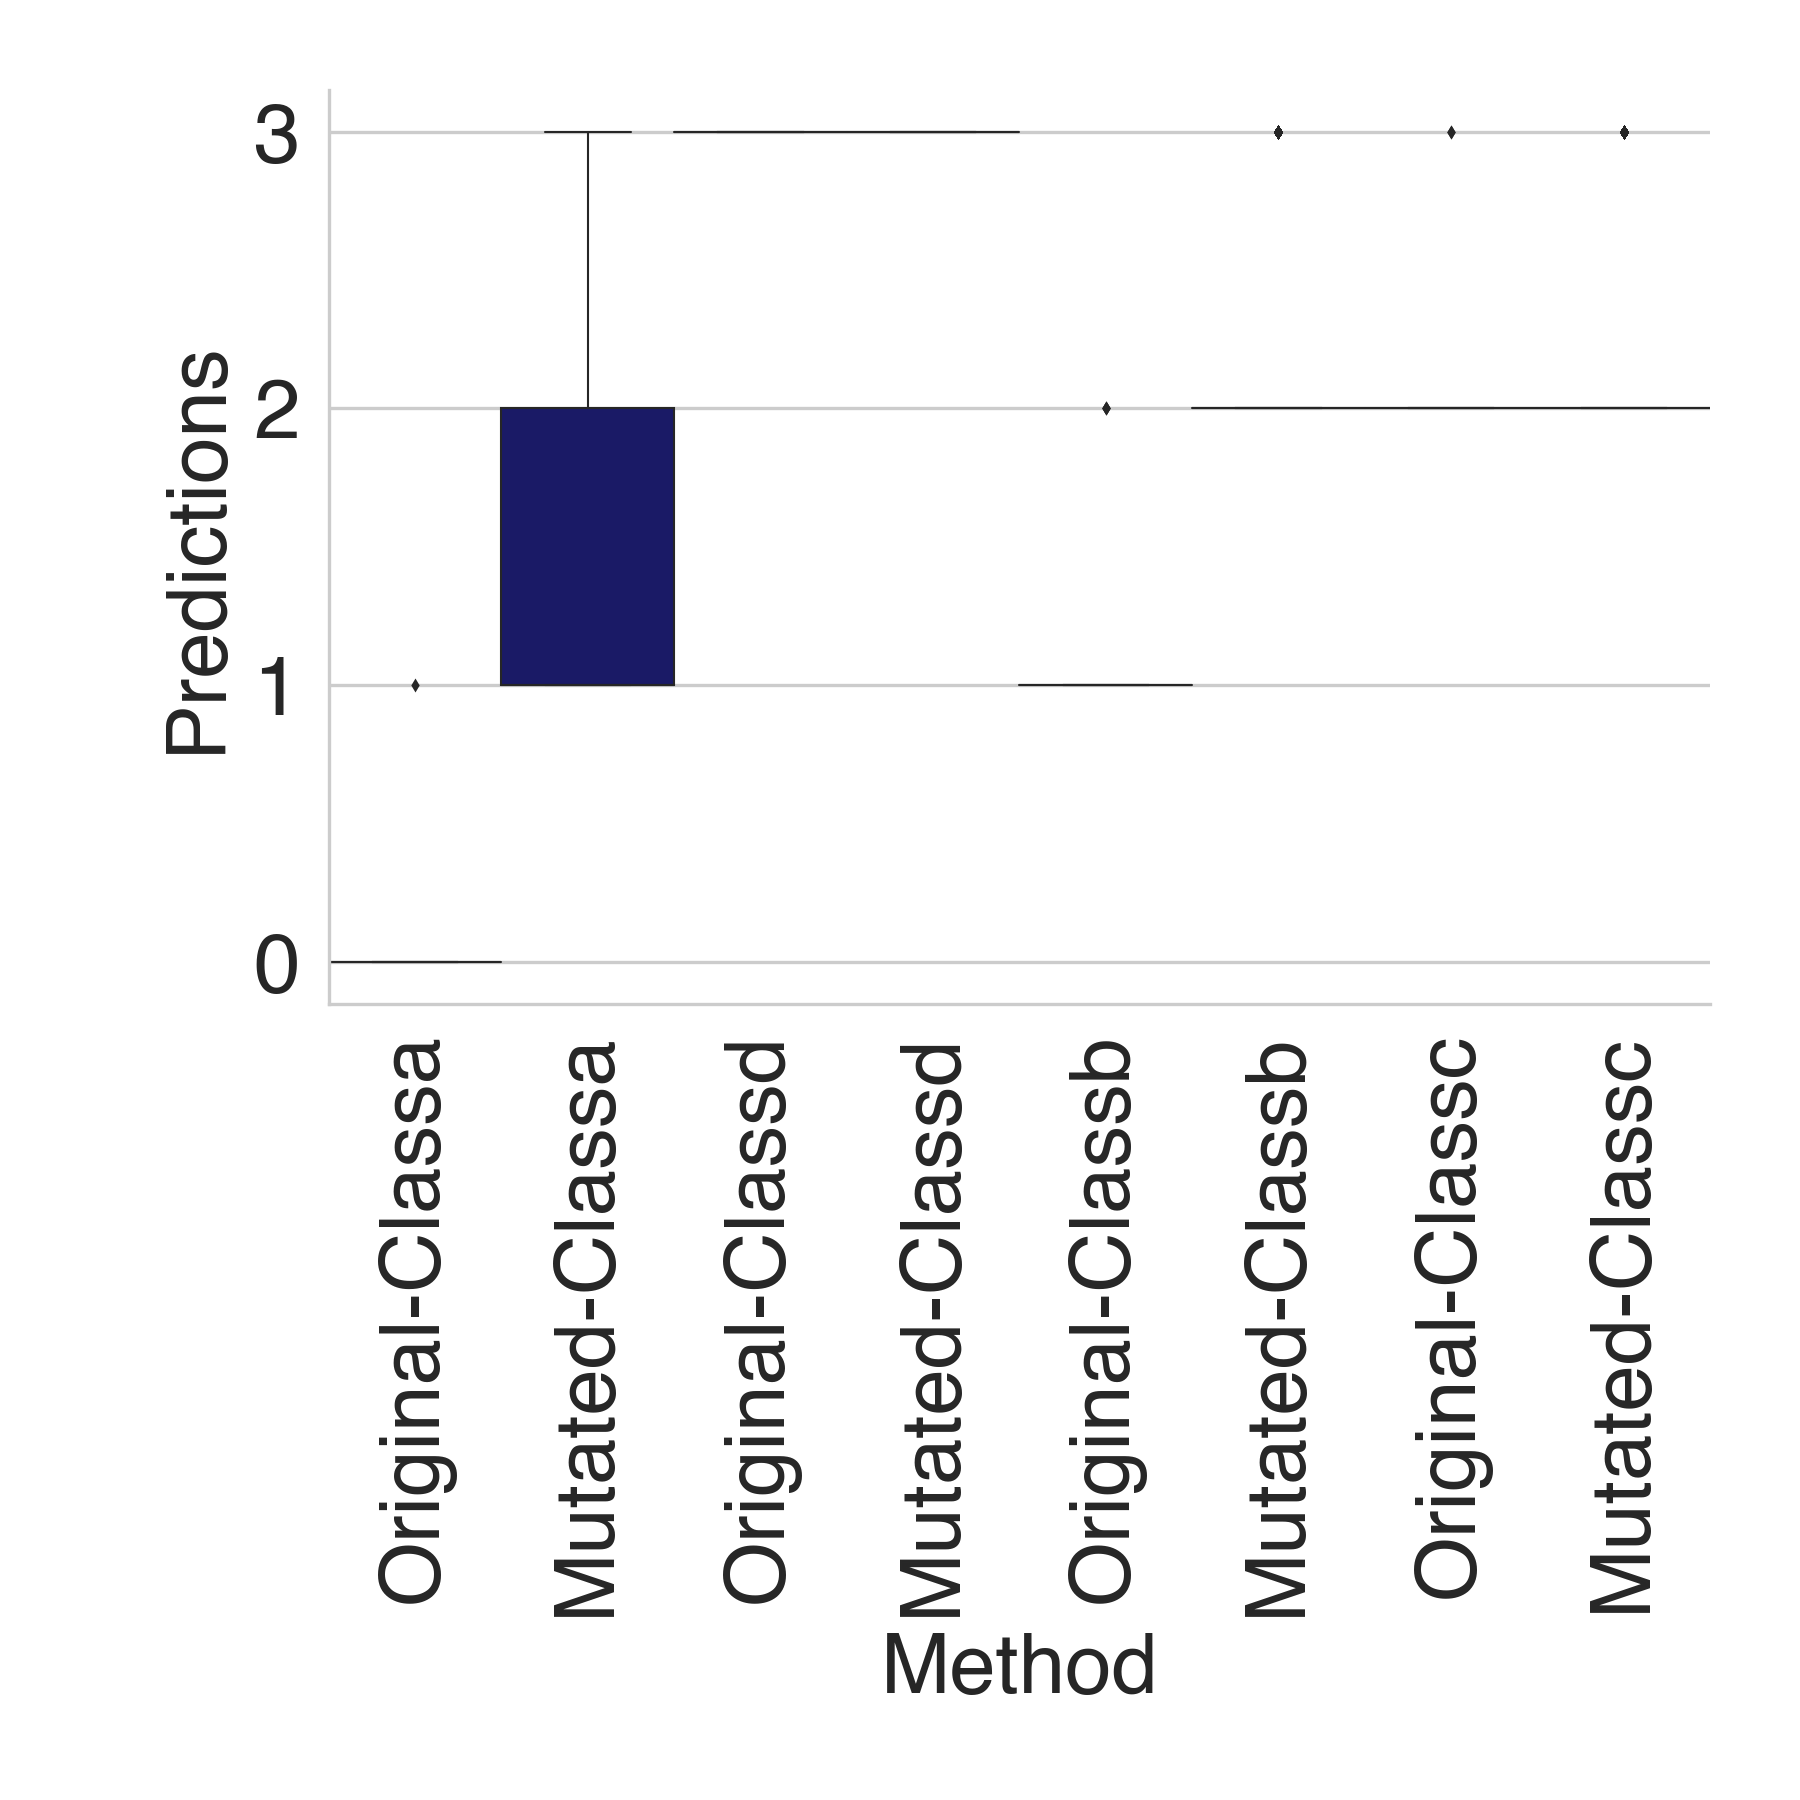 3
2
1
0
Predictions
Original-Classa
Mutated-Classa
Original-Classd
Mutated-Classd
Original-Classb
Mutated-Classb
Original-Classc
Mutated-Classc
Method